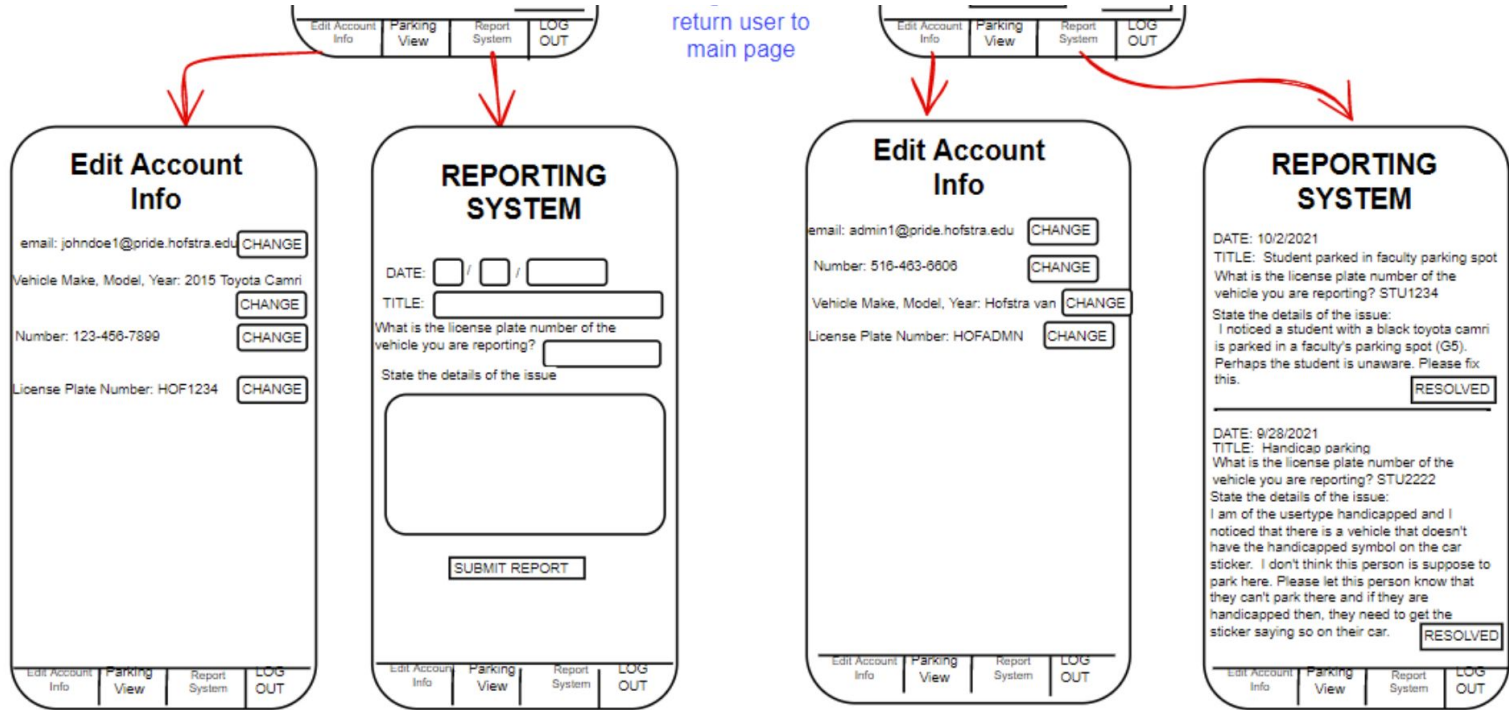 Edit Account
Info
Parking
View
Report
System
LOG
OUT
return user to
main page
Edit Account
Info
Parking
View
Report
System
LOG
OUT
Edit Account
Info
email: johndoe1@pride.hofstra.edu
CHANGE
Vehicle Make, Model, Year: 2015 Toyota Camri
CHANGE
Number: 123-456-7899
CHANGE
License Plate Number: HOF1234
CHANGE
Edit Account
Info
Parking
View
Report
System
LOG
OUT
REPORTING
SYSTEM
DATE:
/
/
TITLE:
What is the license plate number of the
vehicle you are reporting?
State the details of the issue
SUBMIT REPORT
Edit Accoun
Info
Parking
View
Report
System
LOG
OUT
Edit Account
Info
email: admin1@pride.hofstra.edu
CHANGE
Number: 516-463-6606
CHANGE
Vehicle Make, Model, Year: Hofstra van
CHANGE
License Plate Number: HOFADMN
CHANGE
Edit Account
Info
Parking
View
Report
System
LOG
OUT
REPORTING
SYSTEM
DATE: 10/2/2021
TITLE: Student parked in faculty parking spot
What is the license plate number of the
vehicle you are reporting? STU1234
State the details of the issue:
I noticed a student with a black toyota camri
is parked in a faculty's parking spot (G5).
Perhaps the student is unaware. Please fix
this.
RESOLVED
DATE: 9/28/2021
TITLE: Handicap parking
What is the license plate number of the
vehicle you are reporting? STU2222
State the details of the issue:
I am of the usertype handicapped and I
noticed that there is a vehicle that doesn't
have the handicapped symbol on the car
sticker. I don't think this person is suppose to
park here. Please let this person know that
they can't park there and if they are
handicapped then, they need to get the
sticker saying so on their car.
RESOLVED
Edit Account
Info
Parking
View
Report
System
LOG
OUT